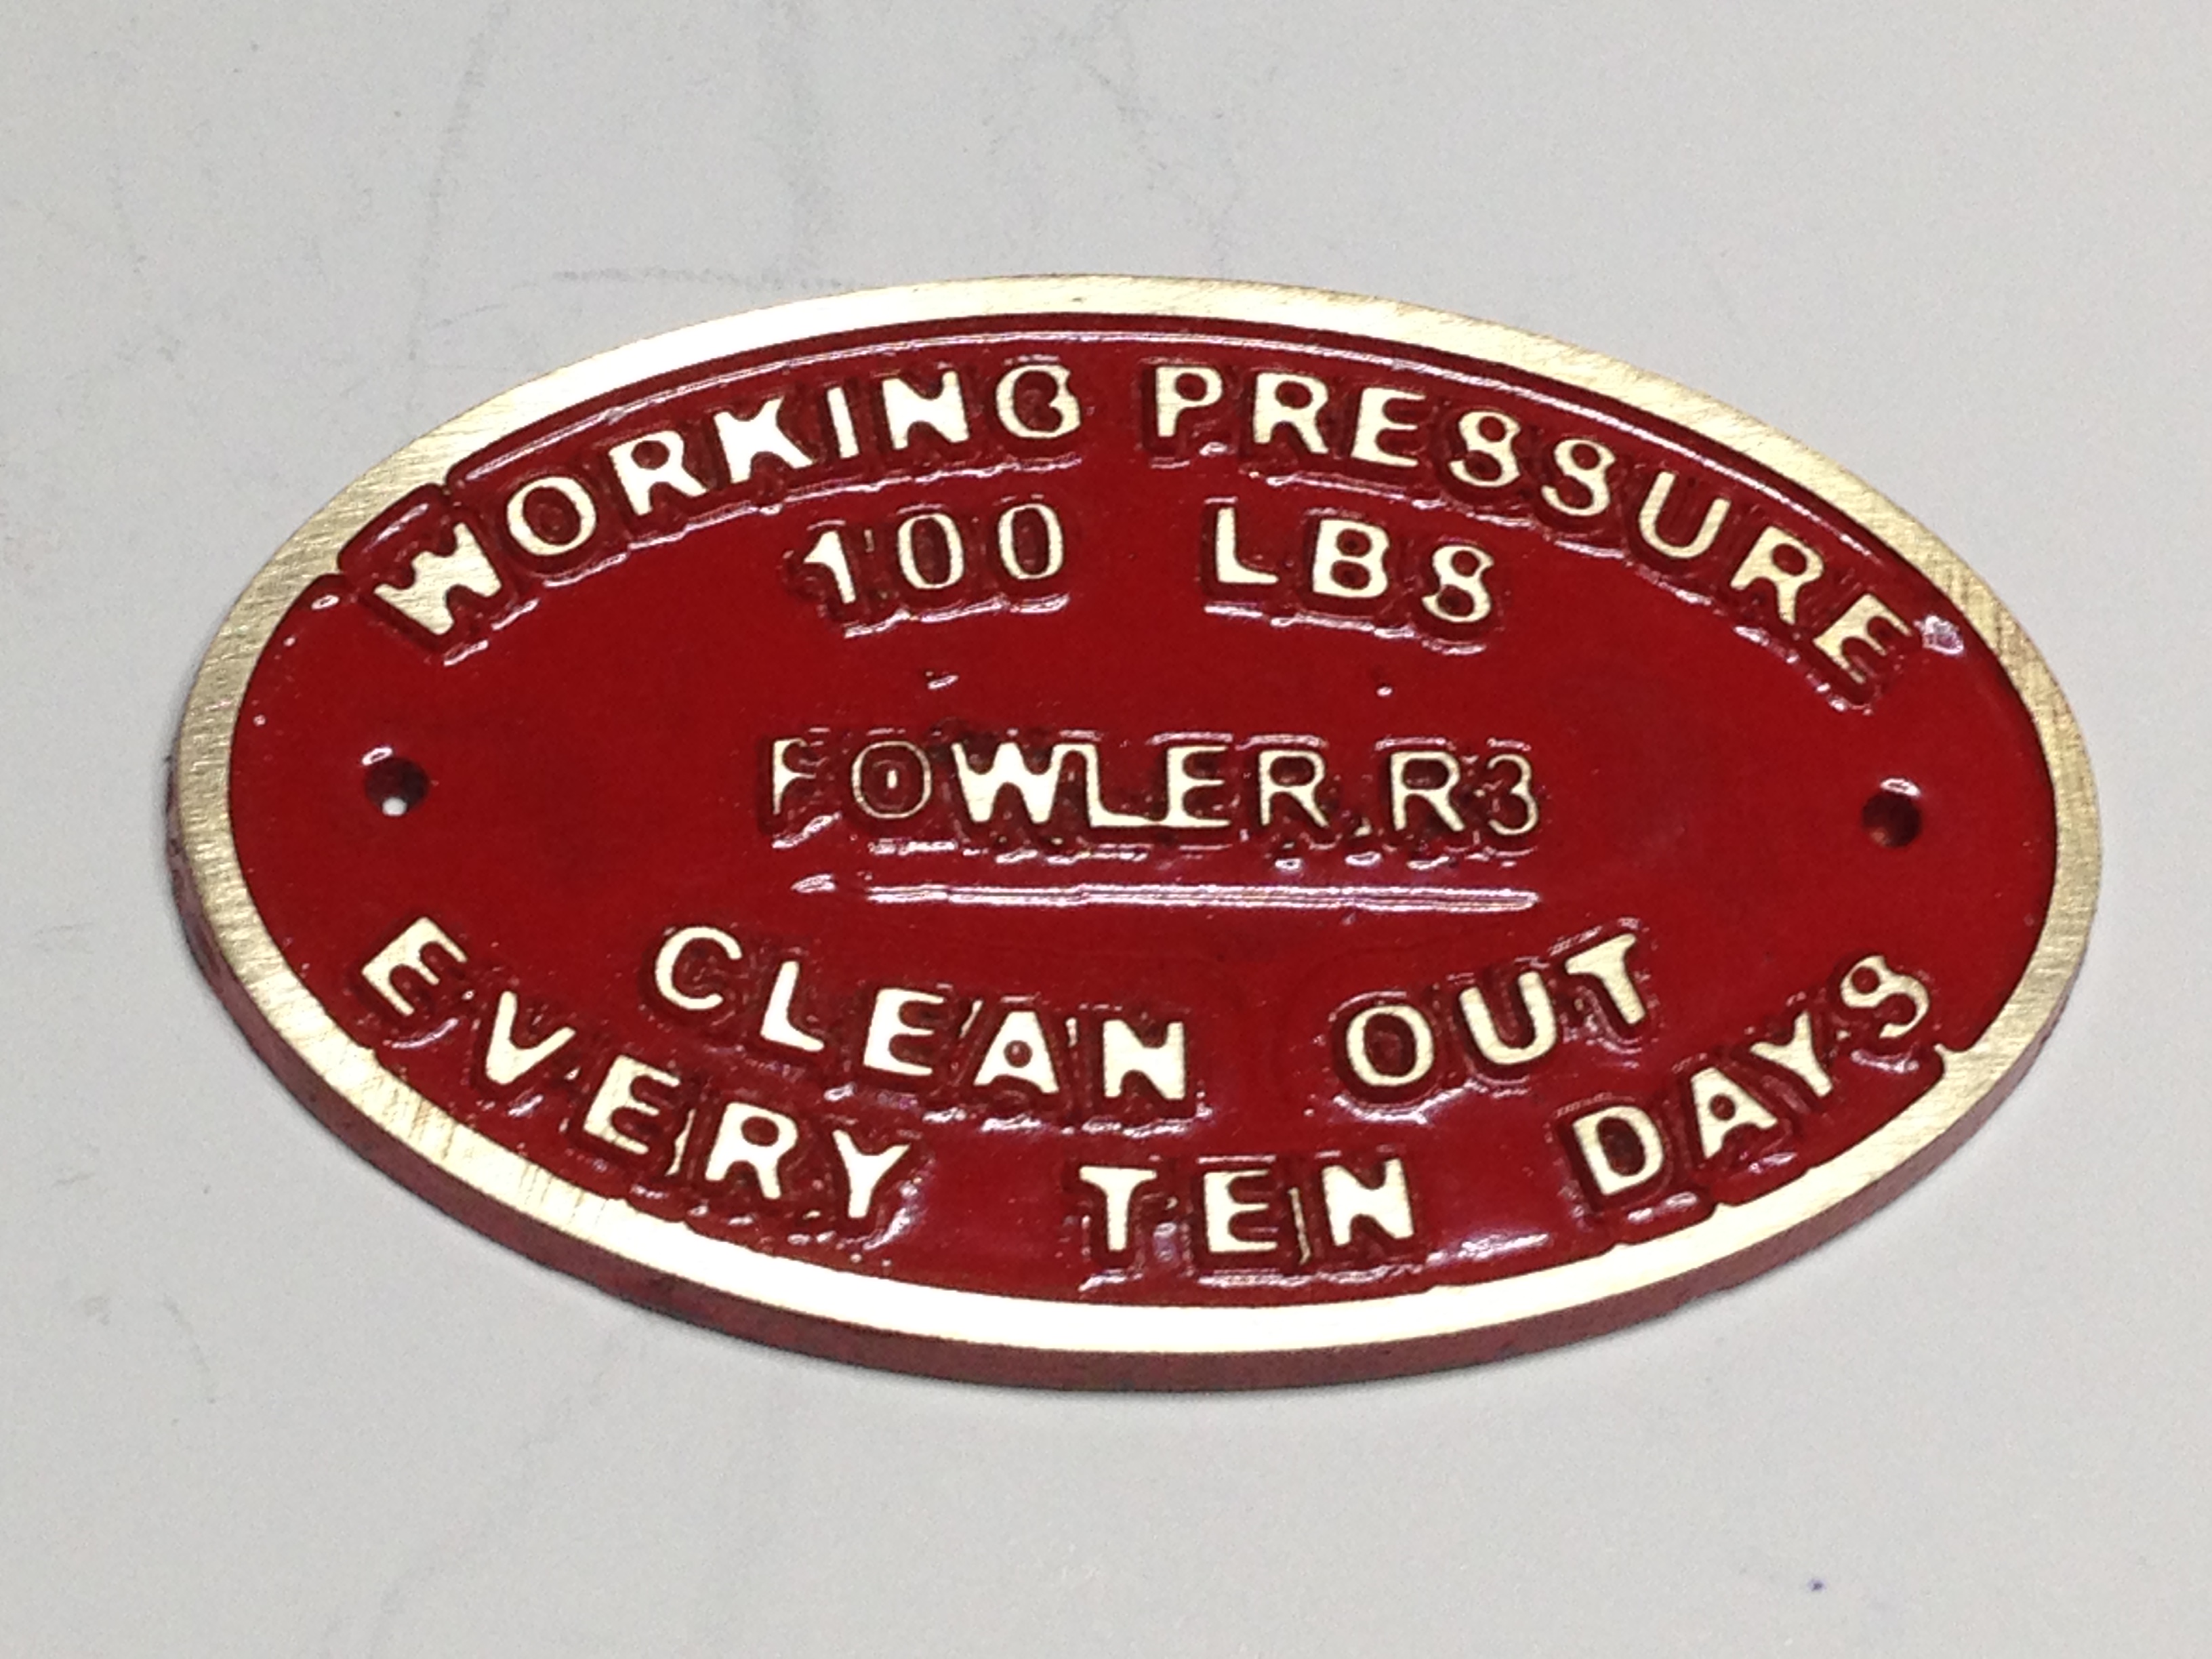 WORKING PRESSURE
100 LBS
FOWLER R3
CLEAN OUT
EVERY TEN DAYS